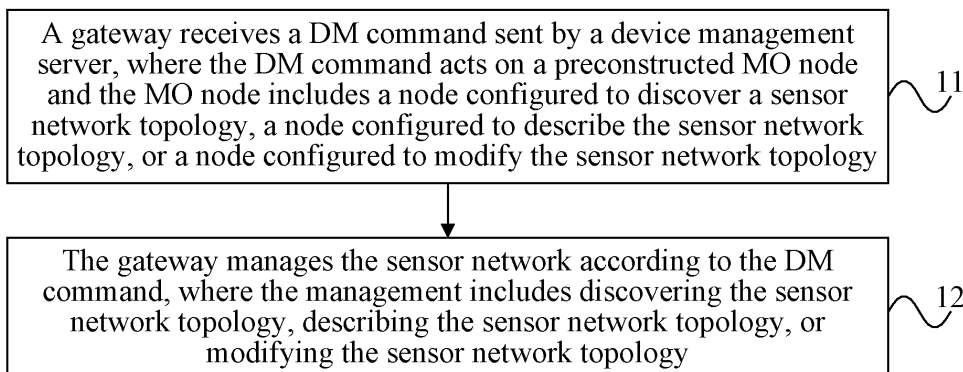 A gateway receives a DM command sent by a device management
server, where the DM command acts on a preconstructed MO node
and the MO node includes a node configured to discover a sensor
network topology, a node configured to describe the sensor network
topology, or a node configured to modify the sensor network topology
11
The gateway manages the sensor network according to the DM
command, where the management includes discovering the sensor
network topology, describing the sensor network topology, or
modifying the sensor network topology
12